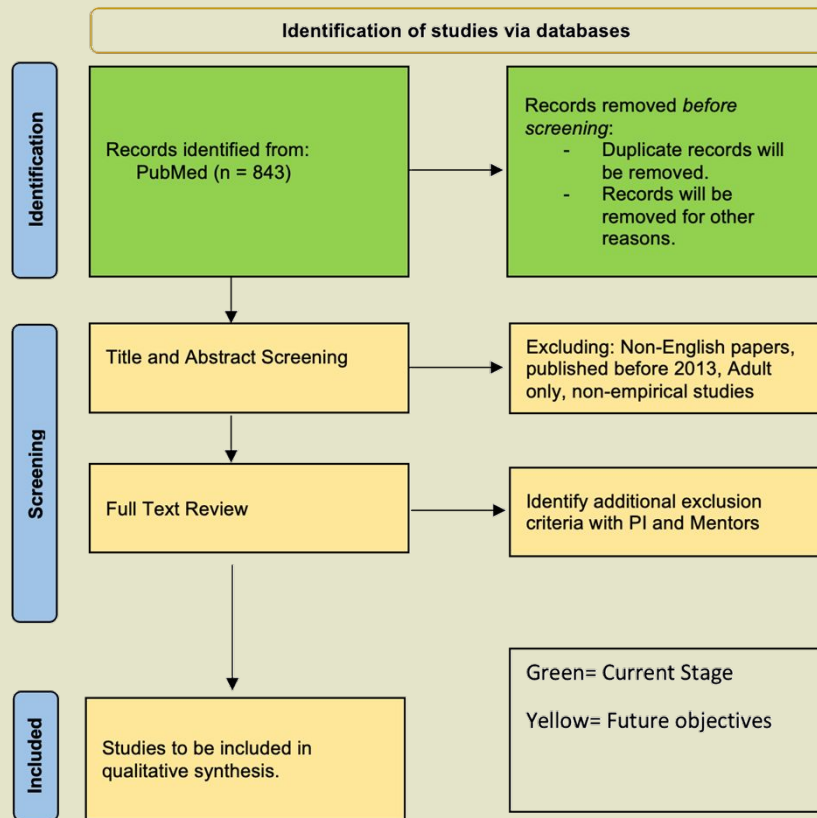 Identification of studies via databases
Identification
Records identified from:
PubMed (n = 843)
Records removed before
screening:
- Duplicate records will
be removed.
- Records will be
removed for other
reasons.
Screening
Title and Abstract Screening
Excluding: Non-English papers,
published before 2013, Adult
only, non-empirical studies
Full Text Review
Identify additional exclusion
criteria with PI and Mentors
Included
Studies to be included in
qualitative synthesis.
Green= Current Stage
Yellow= Future objectives